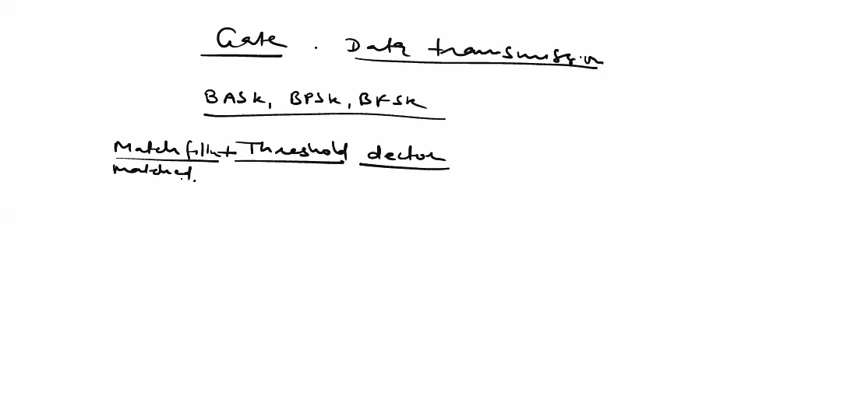 Gate . Data transmission
BASK, BPSK, BFSK
Match filter + Threshold dector
matched.